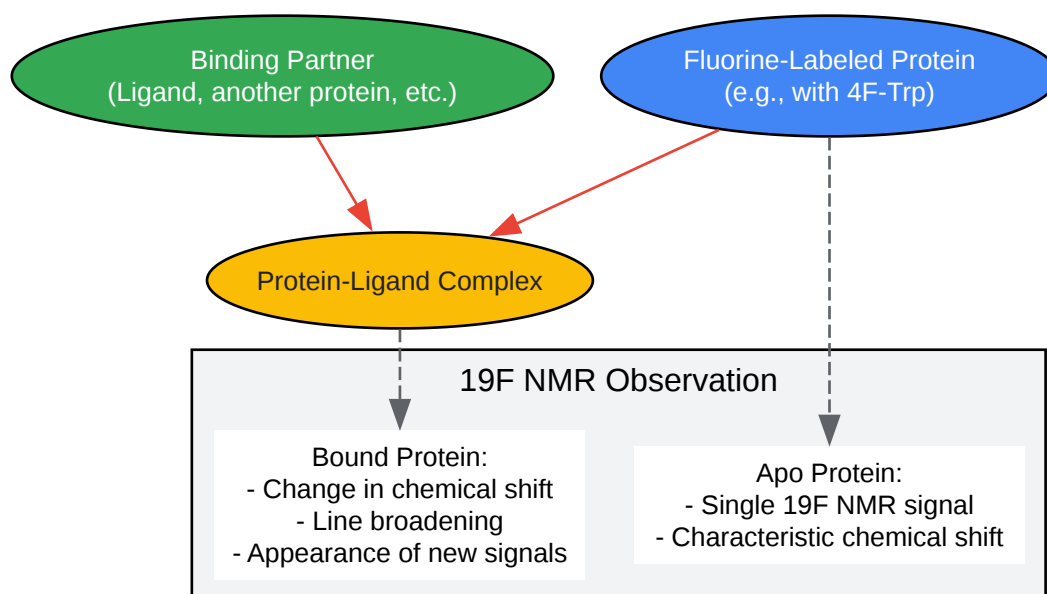 Binding Partner
(Ligand, another protein, etc.)
Fluorine-Labeled Protein
(e.g., with 4F-Trp)
Protein-Ligand Complex
19F NMR Observation
Bound Protein:
- Change in chemical shift
- Line broadening
- Appearance of new signals
Apo Protein:
- Single 19F NMR signal
- Characteristic chemical shift